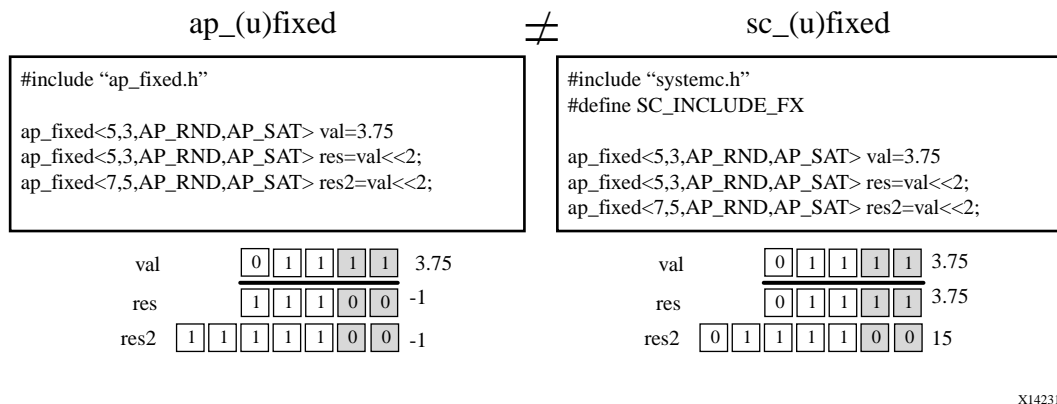 ap_(u)fixed ≠ sc_(u)fixed
#include “ap_fixed.h”
ap_fixed<5,3,AP_RND,AP_SAT> val=3.75
ap_fixed<5,3,AP_RND,AP_SAT> res=val<<2;
ap_fixed<7,5,AP_RND,AP_SAT> res2=val<<2;
#include “systemc.h”
#define SC_INCLUDE_FX
ap_fixed<5,3,AP_RND,AP_SAT> val=3.75
ap_fixed<5,3,AP_RND,AP_SAT> res=val<<2;
ap_fixed<7,5,AP_RND,AP_SAT> res2=val<<2;
val 0 1 1 1 1 3.75
res 1 1 1 0 0 -1
res2 1 1 1 1 1 0 0 -1
val 0 1 1 1 1 3.75
res 0 1 1 1 1 3.75
res2 0 1 1 1 1 0 0 15
X14231